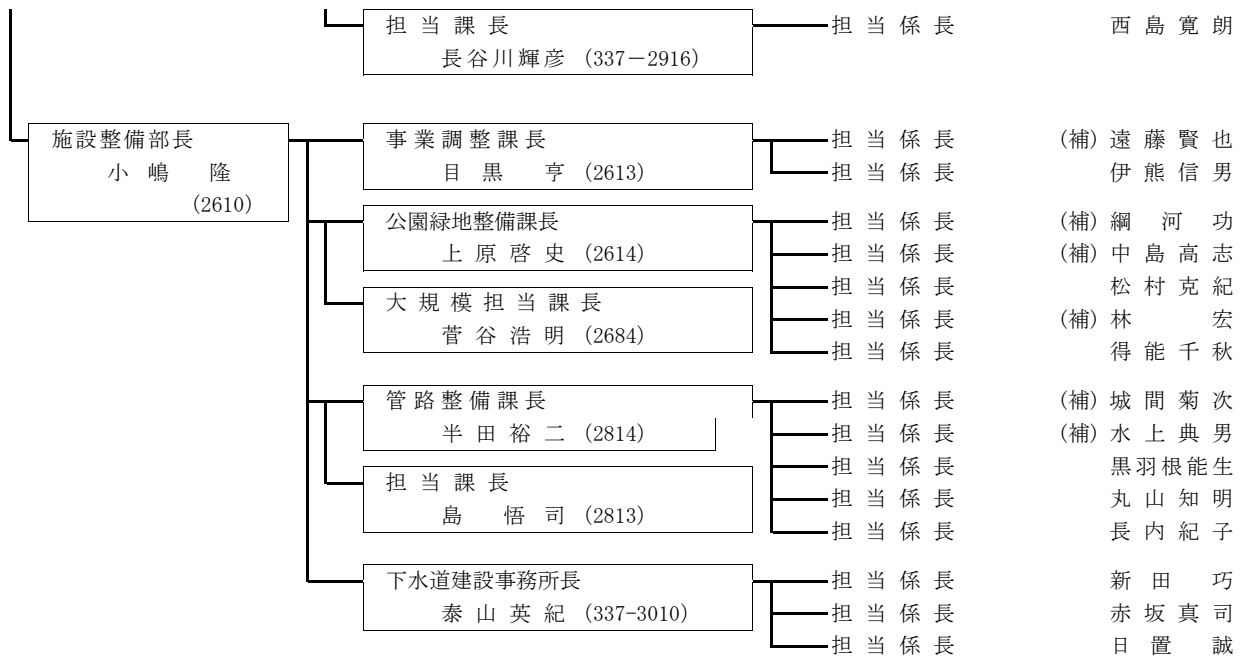 担当課長 担当係長 西島寛朗
長谷川輝彦 (337－2916)
施設整備部長 事業調整課長 担当係長 (補) 遠藤賢也
小嶋 隆 目黒 亨 (2613) 担当係長 伊熊信男
(2610)
公園緑地整備課長 担当係長 (補) 綱河功
上原啓史 (2614) 担当係長 (補) 中島高志
担当係長 松村克紀
大規模担当課長
菅谷浩明 (2684) 担当係長 (補) 林 宏
担当係長 得能千秋
管路整備課長 担当係長 (補) 城間菊次
半田裕二 (2814) 担当係長 (補) 水上典男
担当係長 黒羽根能生
担当課長
島 悟司 (2813) 担当係長 丸山知明
担当係長 長内紀子
下水道建設事務所長 担当係長 新田 巧
泰山英紀 (337-3010) 担当係長 赤坂真司
担当係長 日置 誠